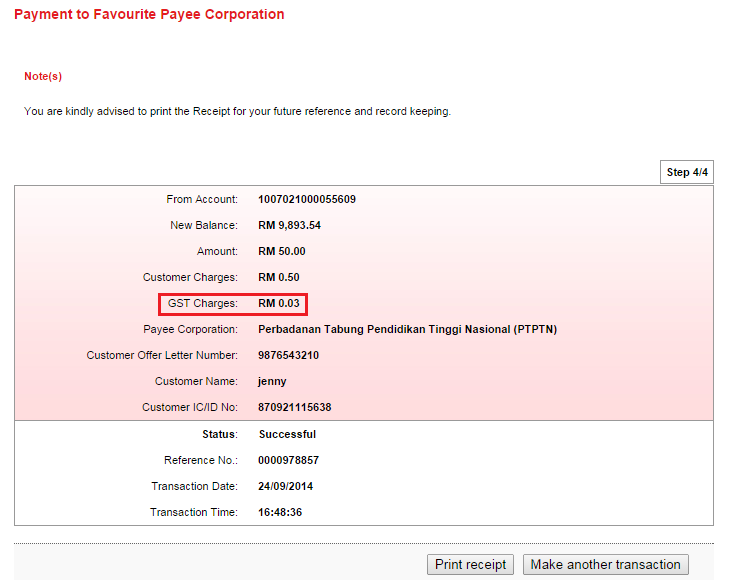 Payment to Favourite Payee Corporation
Note(s)
You are kindly advised to print the Receipt for your future reference and record keeping.
Step 4/4
From Account: 1007021000055609
New Balance: RM 9,893.54
Amount: RM 50.00
Customer Charges: RM 0.50
GST Charges: RM 0.03
Payee Corporation: Perbadanan Tabung Pendidikan Tinggi Nasional (PTPTN)
Customer Offer Letter Number: 9876543210
Customer Name: jenny
Customer IC/ID No: 870921115638
Status: Successful
Reference No.: 0000978857
Transaction Date: 24/09/2014
Transaction Time: 16:48:36
Print receipt Make another transaction